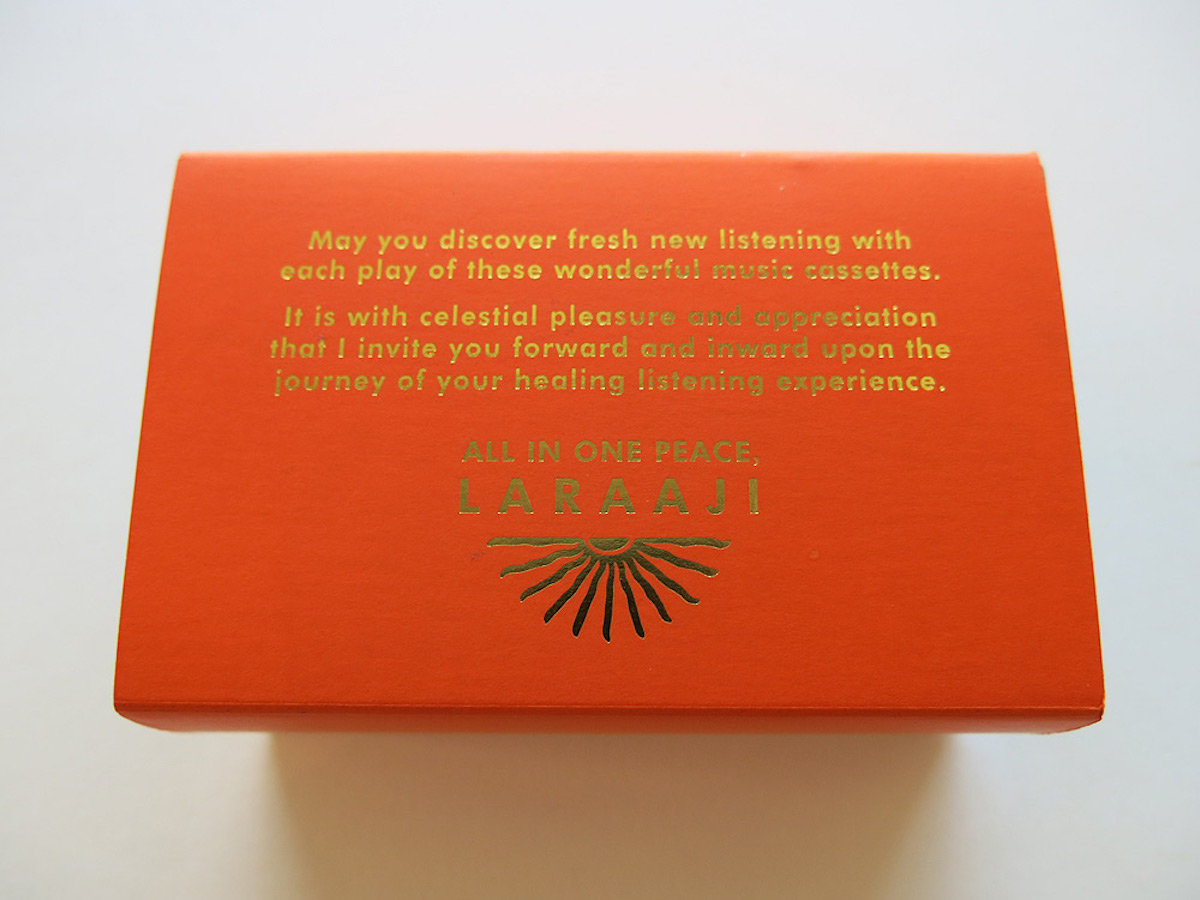 May you discover fresh new listening with
each play of these wonderful music cassettes.
It is with celestial pleasure and appreciation
that I invite you forward and inward upon the
journey of your healing listening experience.
ALL IN ONE PEACE,
LARAAJI